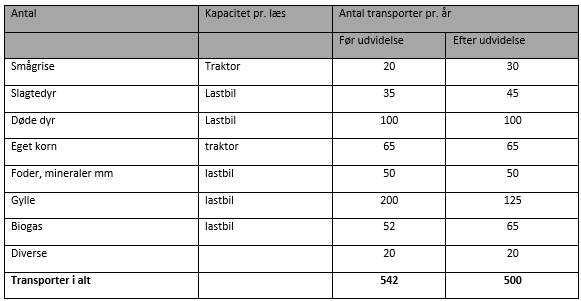 Antal Kapacitet pr. læs Antal transporter pr. år
Før udvidelse Efter udvidelse
Smågrise Traktor 20 30
Slagtedyr Lastbil 35 45
Døde dyr Lastbil 100 100
Eget korn traktor 65 65
Foder, mineraler mm lastbil 50 50
Gylle lastbil 200 125
Biogas lastbil 52 65
Diverse 20 20
Transporter i alt 542 500